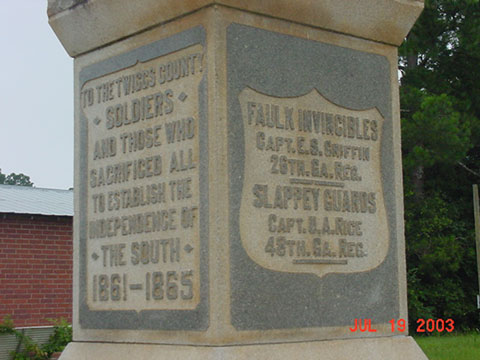 TO THE TWIGGS COUNTY
SOLDIERS
AND THOSE WHO
SACRIFICED ALL
TO ESTABLISH THE
INDEPENDENCE OF
THE SOUTH
1861-1865
FAULK INVINCIBLES
CAPT. E.S. GRIFFIN
26TH. GA. REG.
SLAPPEY GUARDS
CAPT. U.A. RICE
48TH. GA. REG.
JUL 19 2003